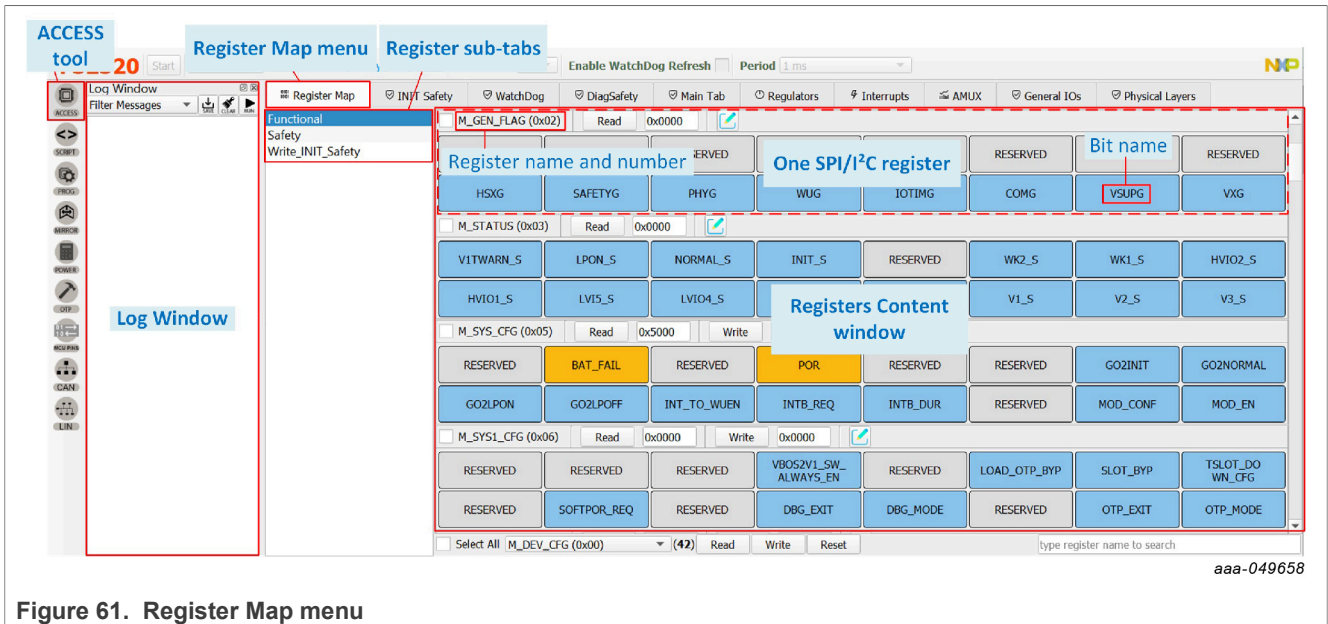 ACCESS
tool
Register Map menu
Register sub-tabs
20
Start
Enable WatchDog Refresh
Period
1 ms
NXP
ACCESS
Log Window
Filter Messages
SAVE
CLEAR
RUN
Register Map
INIT Safety
WatchDog
DiagSafety
Main Tab
Regulators
Interrupts
AMUX
General IOs
Physical Layers
SCRIPT
PROG
MIRROR
POWER
OTP
MCU PINS
CAN
LIN
Log Window
Functional
Safety
Write_INIT_Safety
M_GEN_FLAG (0x02)
Read
0x0000
Register name and number
One SPI/I²C register
RESERVED
Bit name
RESERVED
HSXG
SAFETYG
PHYG
WUG
IOTIMG
COMG
VSUPG
VXG
M_STATUS (0x03)
Read
0x0000
V1TWARN_S
LPON_S
NORMAL_S
INIT_S
RESERVED
WK2_S
WK1_S
HVIO2_S
HVIO1_S
LVI5_S
LVIO4_S
V1_S
V2_S
V3_S
Registers Content
window
M_SYS_CFG (0x05)
Read
0x5000
Write
RESERVED
BAT_FAIL
RESERVED
POR
RESERVED
RESERVED
GO2INIT
GO2NORMAL
GO2LPON
GO2LPOFF
INT_TO_WUEN
INTB_REQ
INTB_DUR
RESERVED
MOD_CONF
MOD_EN
M_SYS1_CFG (0x06)
Read
0x0000
Write
0x0000
RESERVED
RESERVED
RESERVED
VBOS2V1_SW_
ALWAYS_EN
RESERVED
LOAD_OTP_BYP
SLOT_BYP
TSLOT_DO
WN_CFG
RESERVED
SOFTPOR_REQ
RESERVED
DBG_EXIT
DBG_MODE
RESERVED
OTP_EXIT
OTP_MODE
Select All
M_DEV_CFG (0x00)
(42)
Read
Write
Reset
type register name to search
aaa-049658
Figure 61. Register Map menu